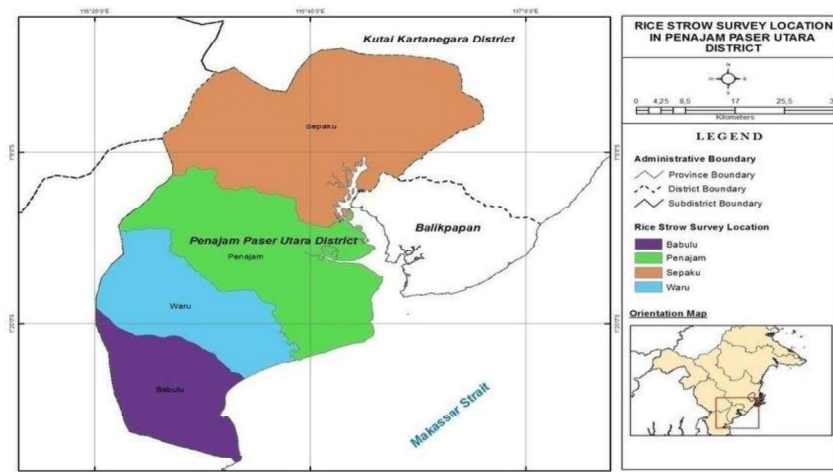 116°20'0"E
116°40'0"E
117°0'0"E
Kutai Kartanegara District
Sepaku
Balikpapan
Penajam Paser Utara District
Penajam
Waru
Babulu
Makassar Strait
1°20'0"S
RICE STROW SURVEY LOCATION
IN PENAJAM PASER UTARA
DISTRICT
N
W
E
S
0 4,25 8,5 17 25,5
Kilometers
LEGEND
Administrative Boundary
Province Boundary
District Boundary
Subdistrict Boundary
Rice Strow Survey Location
Babulu
Penajam
Sepaku
Waru
Orientation Map